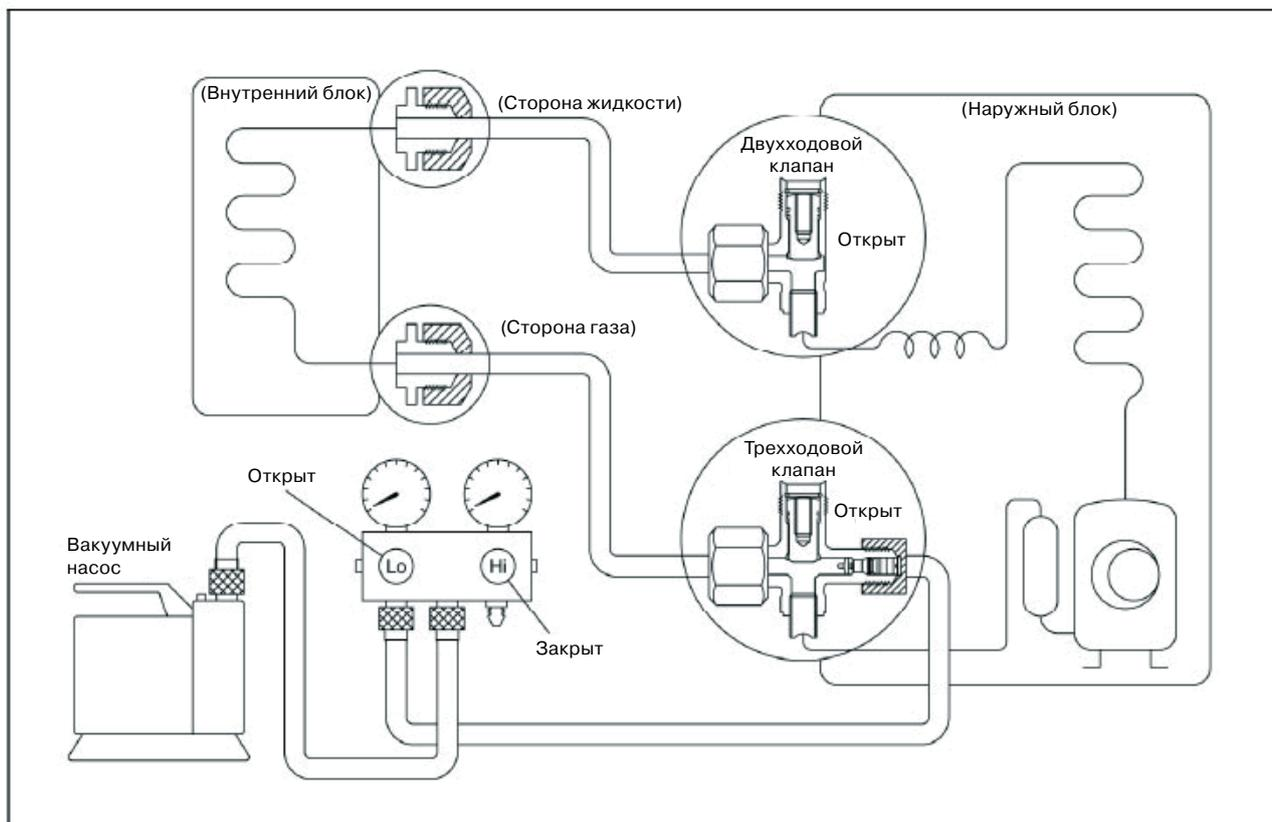 (Внутренний блок)
(Сторона жидкости)
(Наружный блок)
Двухходовой
клапан
Открыт
(Сторона газа)
Трехходовой
клапан
Открыт
Открыт
Вакуумный
насос
Lo
Hi
Закрыт